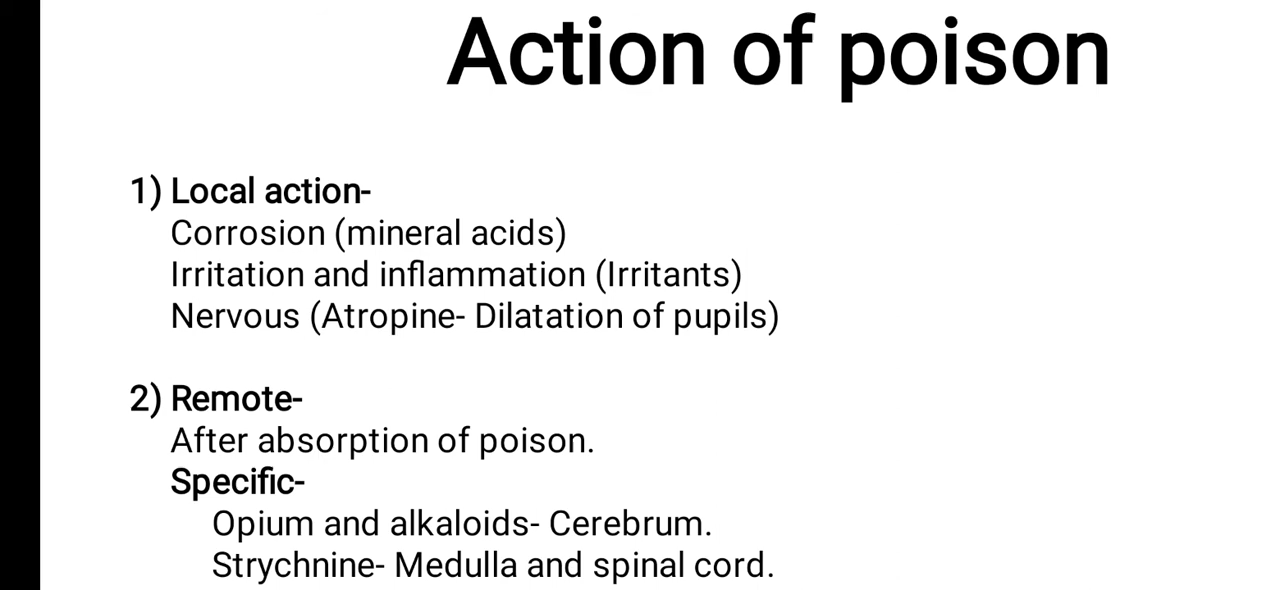 Action of poison
1) Local action-
Corrosion (mineral acids)
Irritation and inflammation (Irritants)
Nervous (Atropine- Dilatation of pupils)
2) Remote-
After absorption of poison.
Specific-
Opium and alkaloids- Cerebrum.
Strychnine- Medulla and spinal cord.